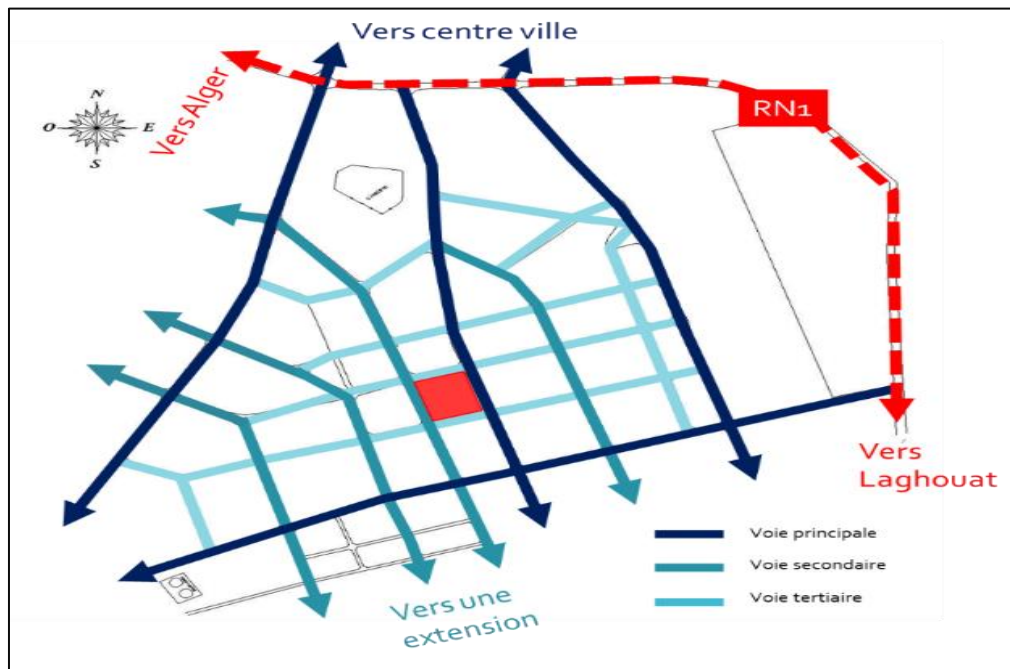 Vers centre ville
Vers Alger
N
O
E
S
RN1
Vers
Laghouat
Voie principale
Voie secondaire
Voie tertiaire
Vers une
extension